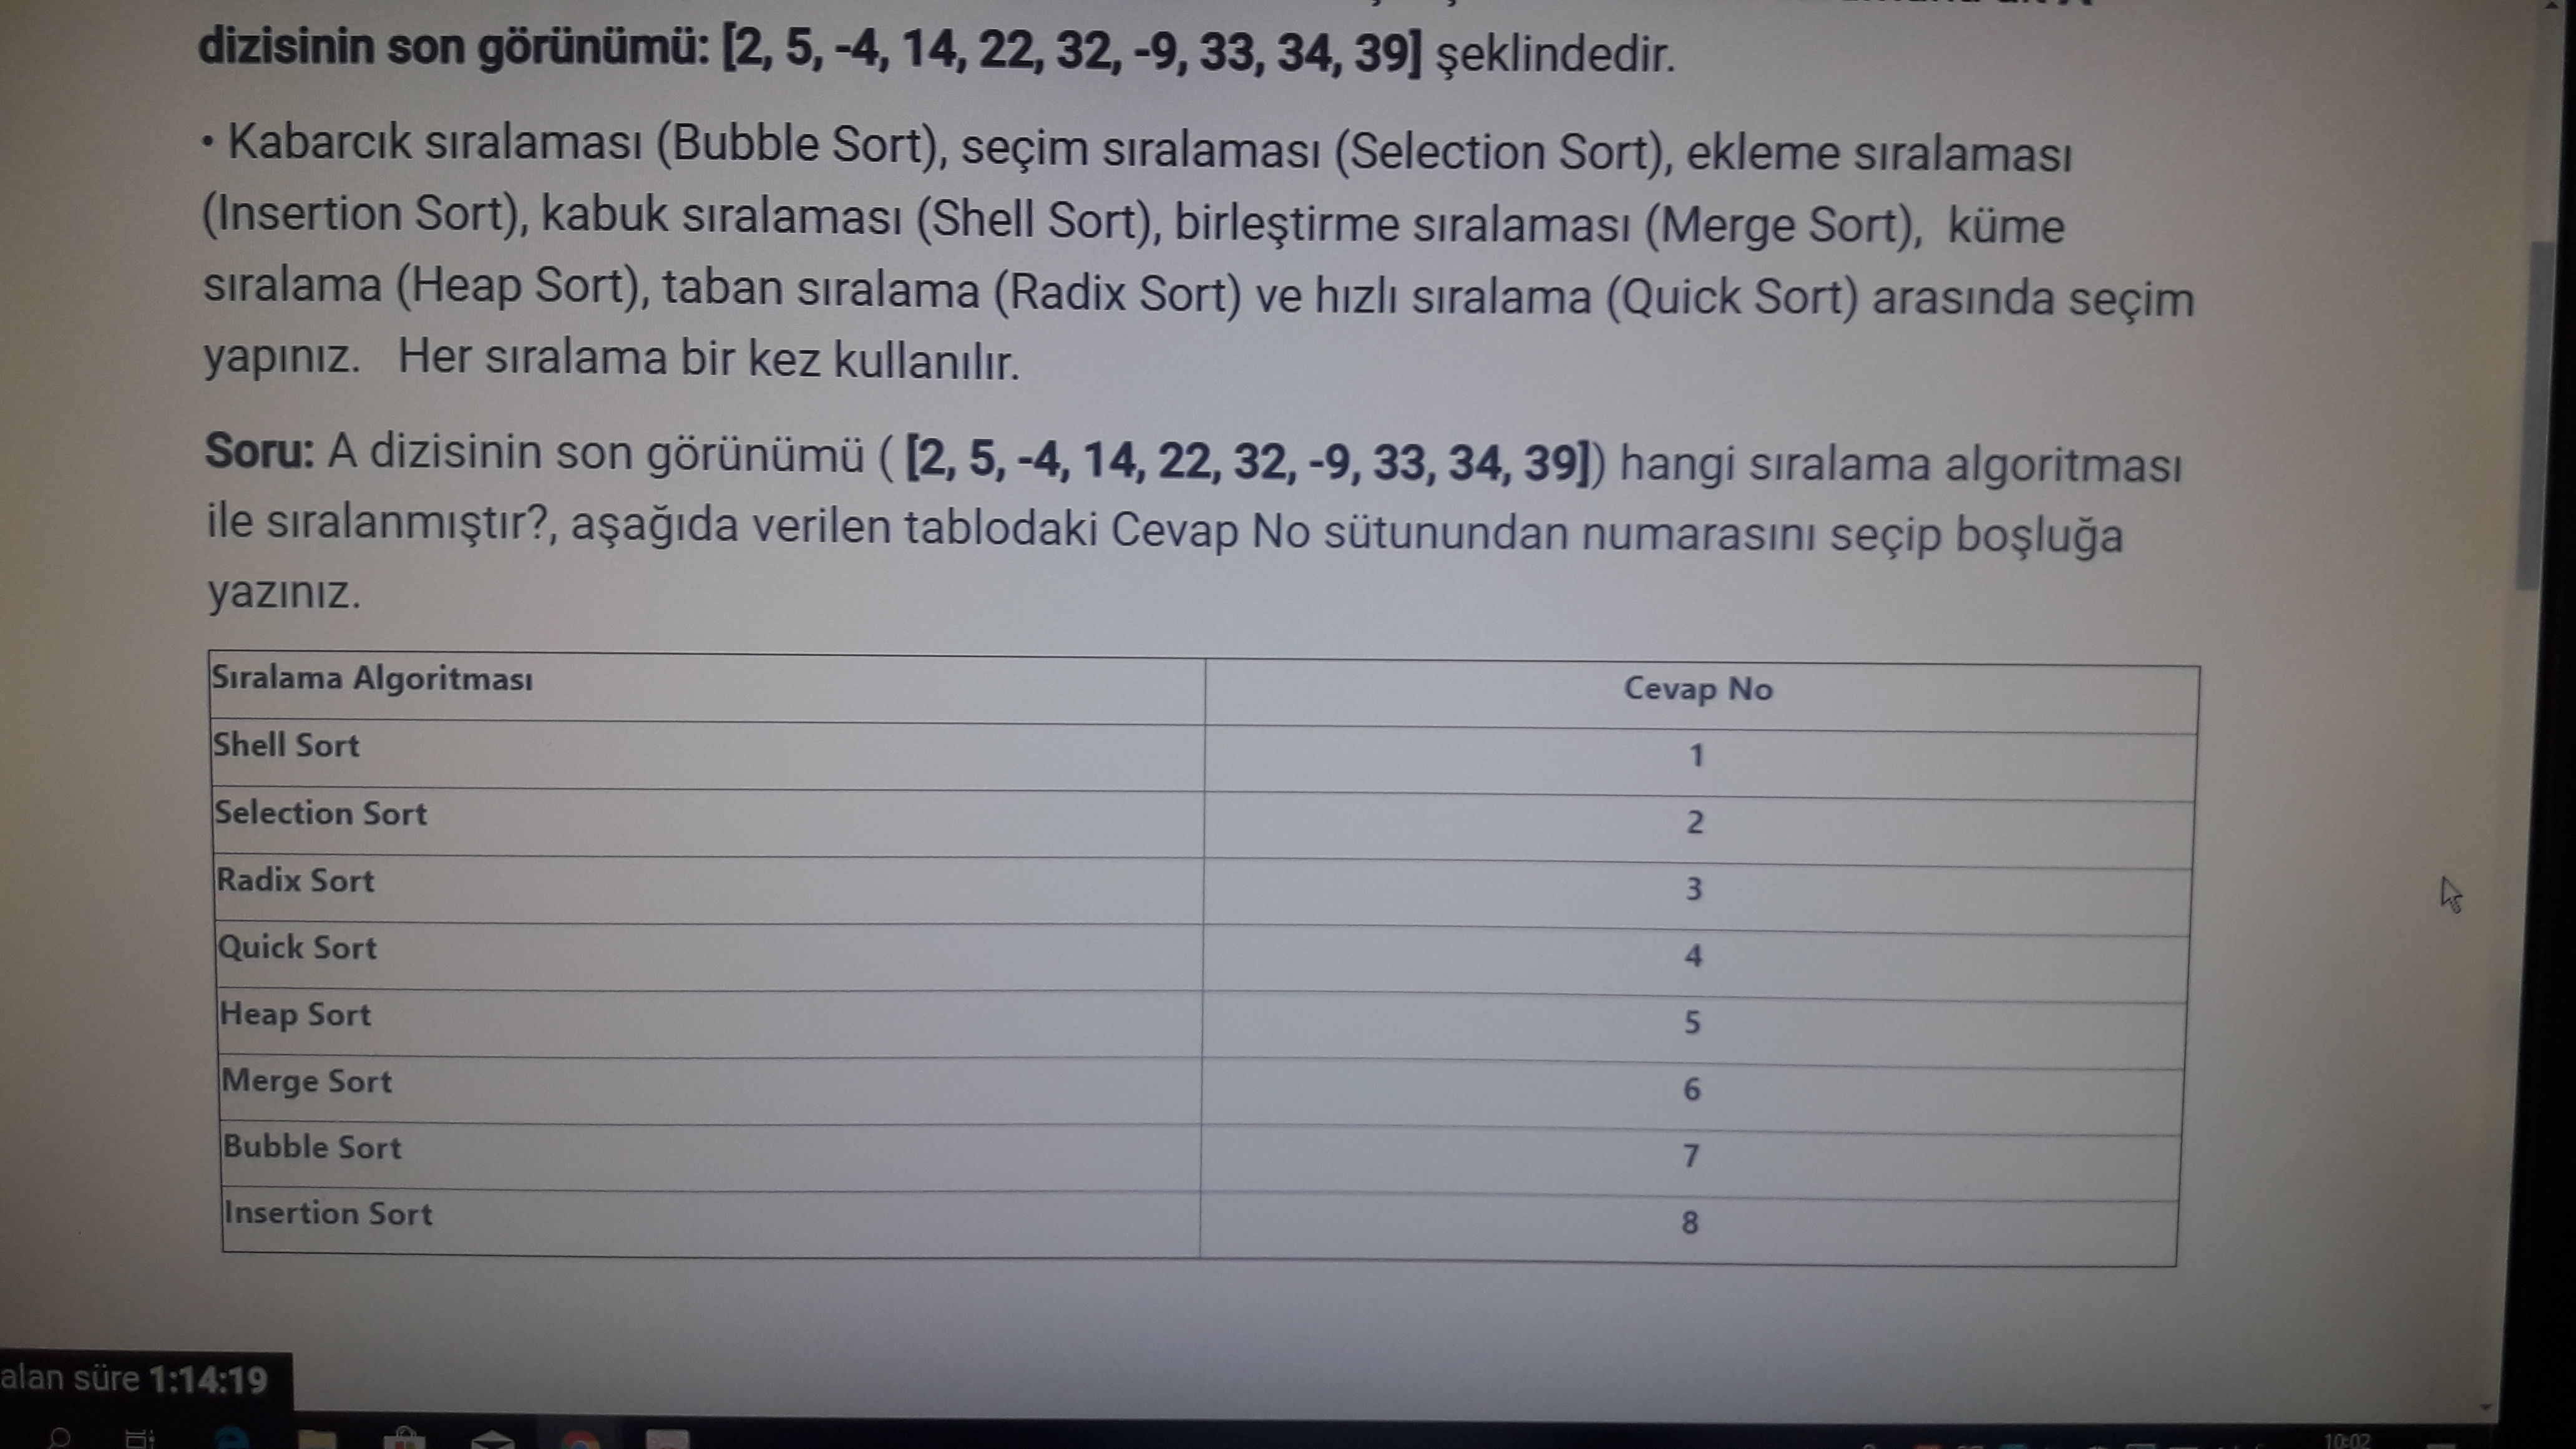 dizisinin son görünümü: [2, 5, -4, 14, 22, 32, -9, 33, 34, 39] şeklindedir.
• Kabarcık sıralaması (Bubble Sort), seçim sıralaması (Selection Sort), ekleme sıralaması
(Insertion Sort), kabuk sıralaması (Shell Sort), birleştirme sıralaması (Merge Sort), küme
sıralama (Heap Sort), taban sıralama (Radix Sort) ve hızlı sıralama (Quick Sort) arasında seçim
yapınız. Her sıralama bir kez kullanılır.
Soru: A dizisinin son görünümü ( [2, 5, -4, 14, 22, 32, -9, 33, 34, 39]) hangi sıralama algoritması
ile sıralanmıştır?, aşağıda verilen tablodaki Cevap No sütunundan numarasını seçip boşluğa
yazınız.
Sıralama Algoritması Cevap No
Shell Sort 1
Selection Sort 2
Radix Sort 3
Quick Sort 4
Heap Sort 5
Merge Sort 6
Bubble Sort 7
Insertion Sort 8
alan süre 1:14:19
10:02